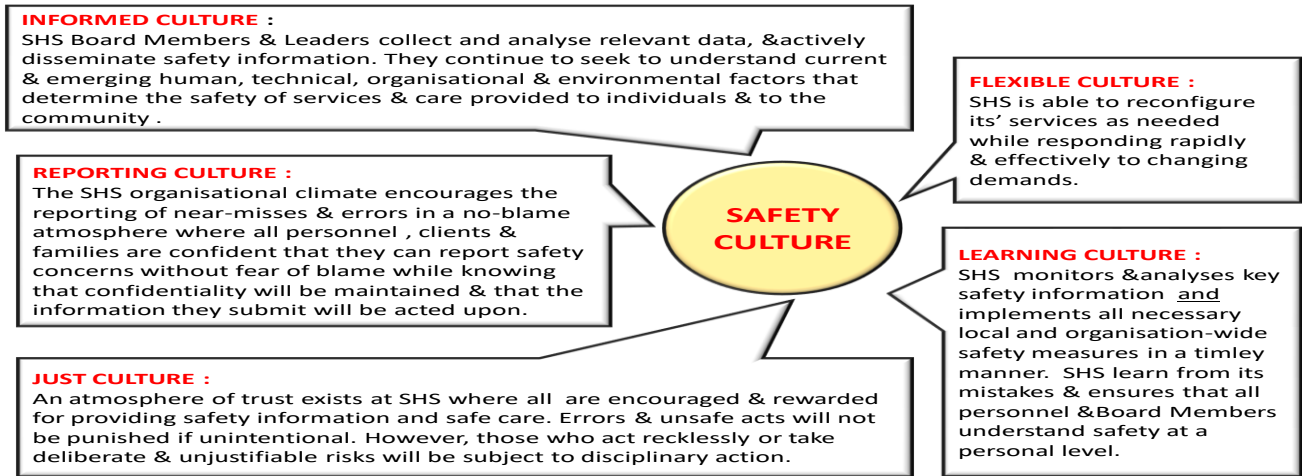 INFORMED CULTURE :
SHS Board Members & Leaders collect and analyse relevant data, &actively
disseminate safety information. They continue to seek to understand current
& emerging human, technical, organisational & environmental factors that
determine the safety of services & care provided to individuals & to the
community .
FLEXIBLE CULTURE :
SHS is able to reconfigure
its’ services as needed
while responding rapidly
& effectively to changing
demands.
REPORTING CULTURE :
The SHS organisational climate encourages the
reporting of near-misses & errors in a no-blame
atmosphere where all personnel , clients &
families are confident that they can report safety
concerns without fear of blame while knowing
that confidentiality will be maintained & that the
information they submit will be acted upon.
SAFETY
CULTURE
LEARNING CULTURE :
SHS monitors &analyses key
safety information and
implements all necessary
local and organisation-wide
safety measures in a timley
manner. SHS learn from its
mistakes & ensures that all
personnel &Board Members
understand safety at a
personal level.
JUST CULTURE :
An atmosphere of trust exists at SHS where all are encouraged & rewarded
for providing safety information and safe care. Errors & unsafe acts will not
be punished if unintentional. However, those who act recklessly or take
deliberate & unjustifiable risks will be subject to disciplinary action.